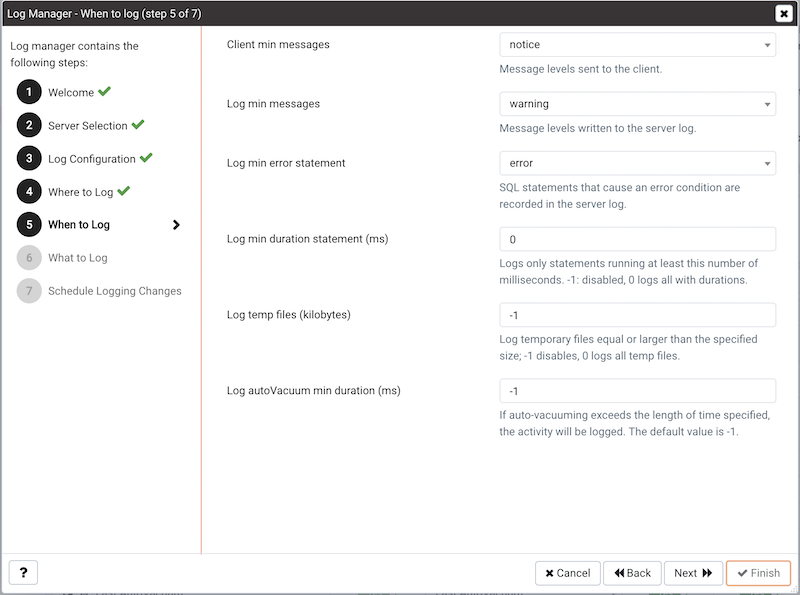 Log Manager - When to log (step 5 of 7)
Log manager contains the
following steps:
1 Welcome
2 Server Selection
3 Log Configuration
4 Where to Log
5 When to Log
6 What to Log
7 Schedule Logging Changes
Client min messages
notice
Message levels sent to the client.
Log min messages
warning
Message levels written to the server log.
Log min error statement
error
SQL statements that cause an error condition are
recorded in the server log.
Log min duration statement (ms)
0
Logs only statements running at least this number of
milliseconds. -1: disabled, 0 logs all with durations.
Log temp files (kilobytes)
-1
Log temporary files equal or larger than the specified
size; -1 disables, 0 logs all temp files.
Log autoVacuum min duration (ms)
-1
If auto-vacuuming exceeds the length of time specified,
the activity will be logged. The default value is -1.
?
Cancel
Back
Next
Finish